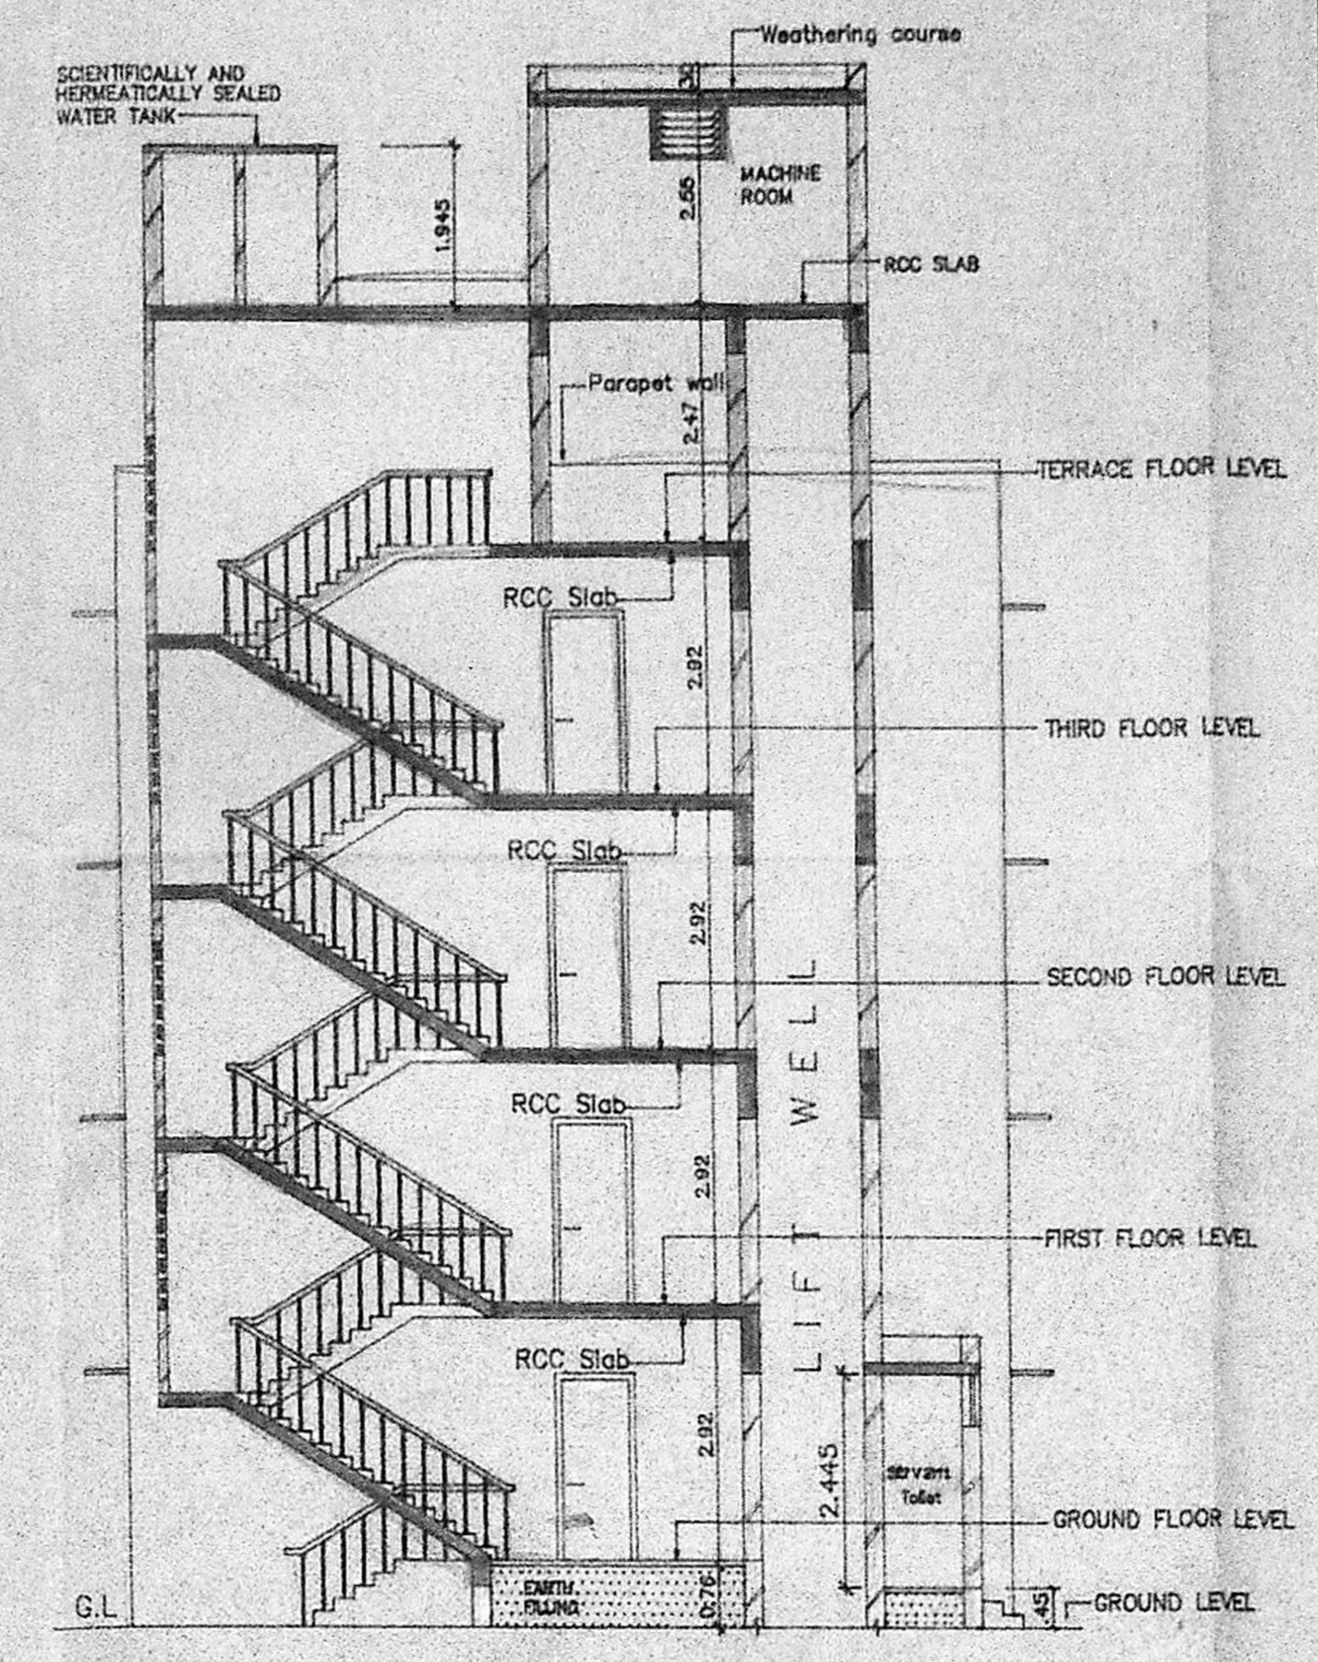 Weathering course
SCIENTIFICALLY AND
HERMEATICALLY SEALED
WATER TANK
30
MACHINE
ROOM
2.55
1.945
RCC SLAB
Parapet wall
2.47
TERRACE FLOOR LEVEL
RCC Slab
2.92
THIRD FLOOR LEVEL
RCC Slab
2.92
SECOND FLOOR LEVEL
RCC Slab
2.92
FIRST FLOOR LEVEL
LIFT WELL
RCC Slab
2.92
2.445
Servant
Toilet
GROUND FLOOR LEVEL
EARTH
FILLING
0.76
G.L
45
GROUND LEVEL